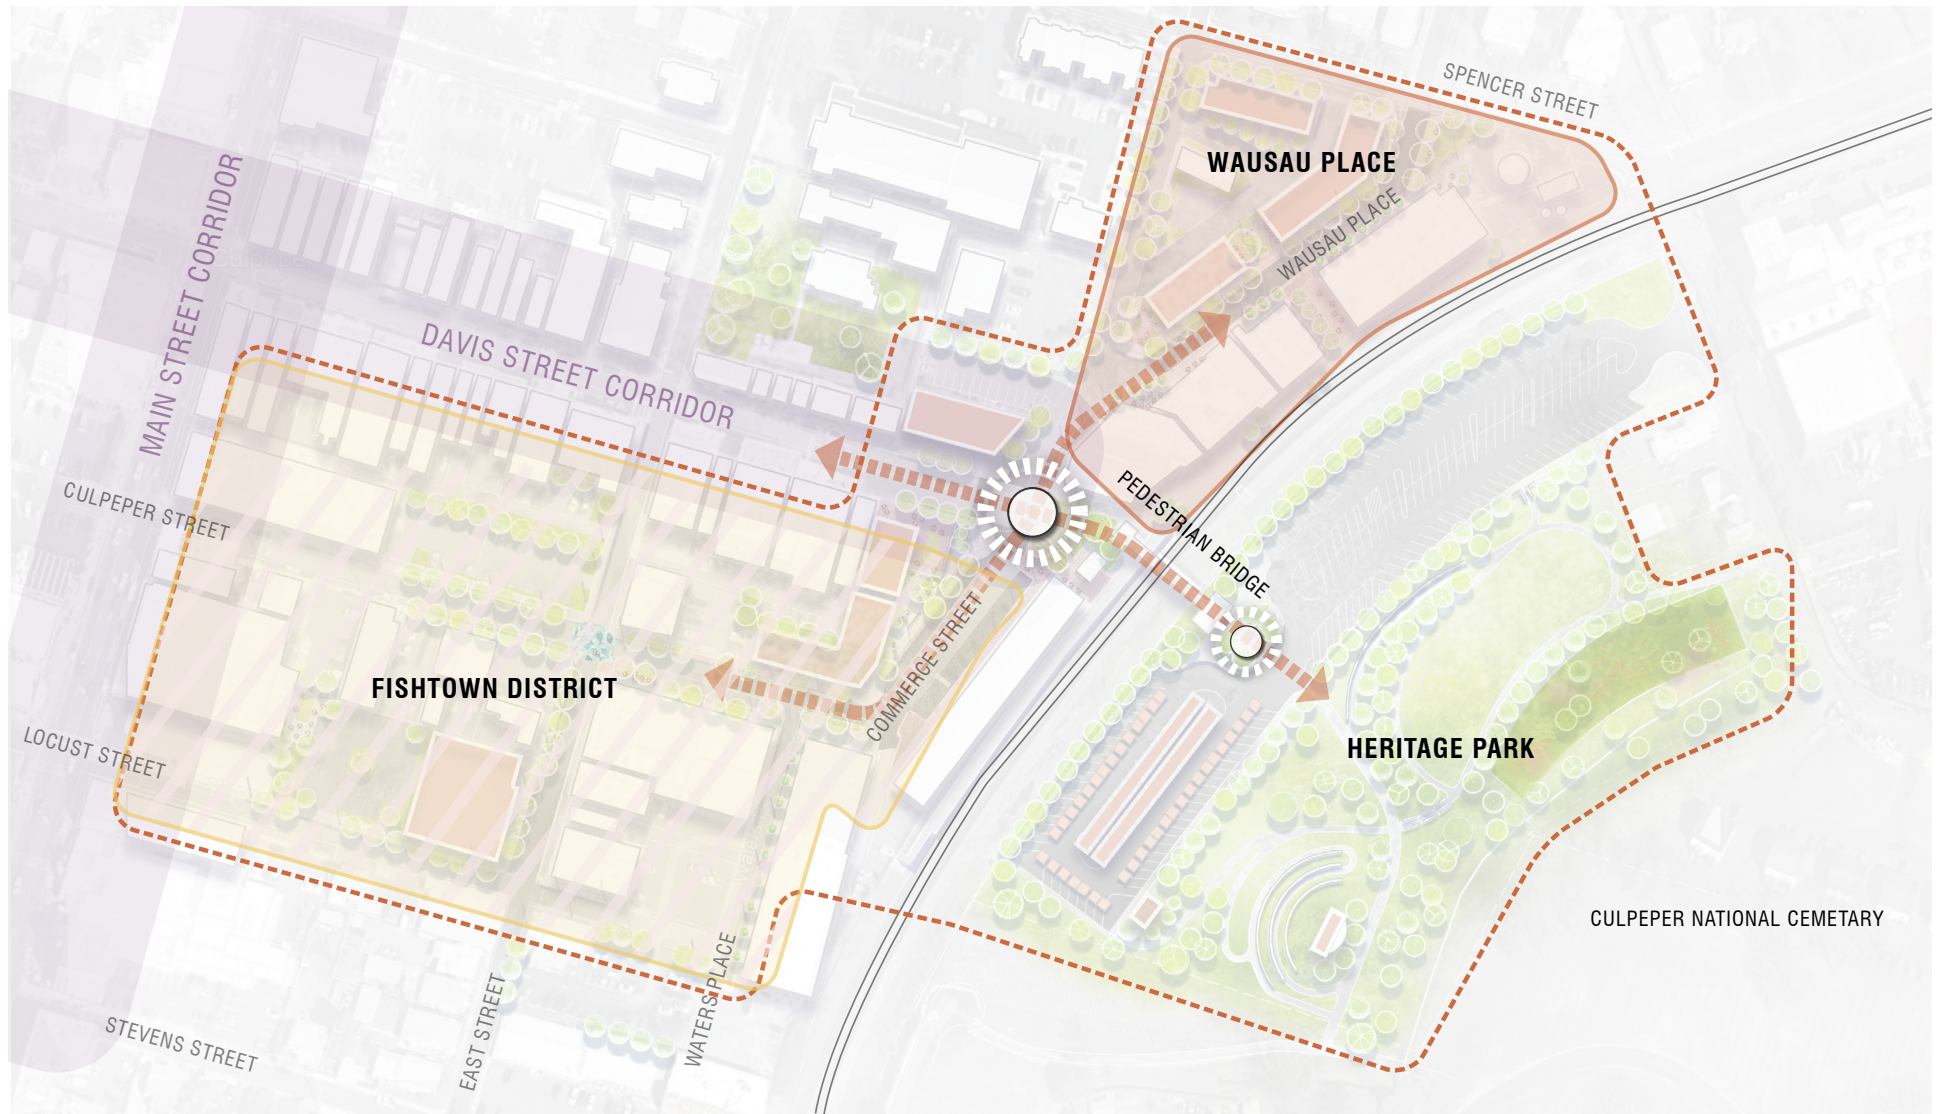 SPENCER STREET
WAUSAU PLACE
WAUSAU PLACE
MAIN STREET CORRIDOR
DAVIS STREET CORRIDOR
CULPEPER STREET
PEDESTRIAN BRIDGE
COMMERCE STREET
FISHTOWN DISTRICT
LOCUST STREET
HERITAGE PARK
CULPEPER NATIONAL CEMETARY
WATERS PLACE
EAST STREET
STEVENS STREET